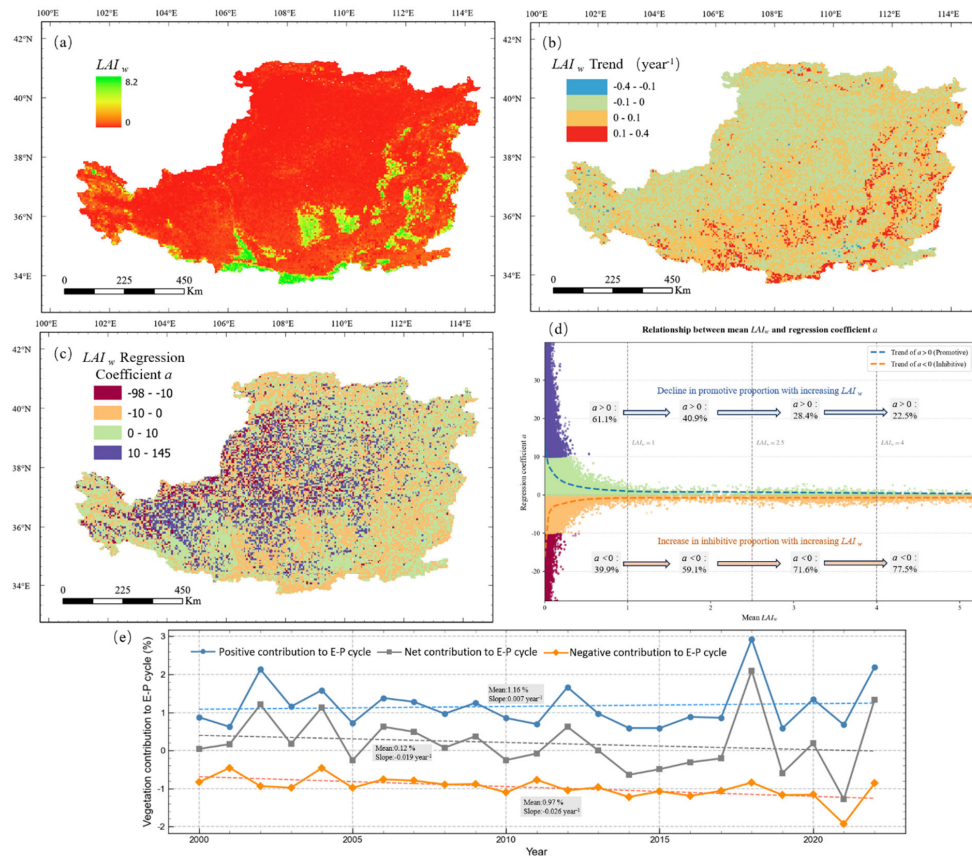 100°E 102°E 104°E 106°E 108°E 110°E 112°E 114°E
100°E 102°E 104°E 106°E 108°E 110°E 112°E 114°E
(a)
LAI w
8.2
0
42°N
40°N
38°N
36°N
34°E
0 225 450
Km
(b)
LAI w Trend (year-1)
-0.4 - -0.1
-0.1 - 0
0 - 0.1
0.1 - 0.4
42°N
40°N
38°N
36°N
34°E
0 225 450
Km
100°E 102°E 104°E 106°E 108°E 110°E 112°E 114°E
(c)
LAI w Regression
Coefficient a
-98 - -10
-10 - 0
0 - 10
10 - 145
42°N
40°N
38°N
36°N
34°E
0 225 450
Km
(d)
Relationship between mean LAI w and regression coefficient a
Trend of a > 0 (Promotive)
Trend of a < 0 (Inhibitive)
Decline in promotive proportion with increasing LAI w
a > 0 : 61.1%
a > 0 : 40.9%
a > 0 : 28.4%
a > 0 : 22.5%
LAI w = 1
LAI w = 2.5
LAI w = 4
Increase in inhibitive proportion with increasing LAI w
a < 0 : 39.9%
a < 0 : 59.1%
a < 0 : 71.6%
a < 0 : 77.5%
Regression coefficient a
30
20
10
0
-10
-20
0 1 2 3 4 5
Mean LAI w
(e)
Positive contribution to E-P cycle
Net contribution to E-P cycle
Negative contribution to E-P cycle
Mean:1.16 %
Slope:0.007 year-1
Mean:0.12 %
Slope:-0.019 year-1
Mean:0.97 %
Slope:-0.026 year-1
Vegetation contribution to E-P cycle (%)
3
2
1
0
-1
-2
2000 2005 2010 2015 2020
Year